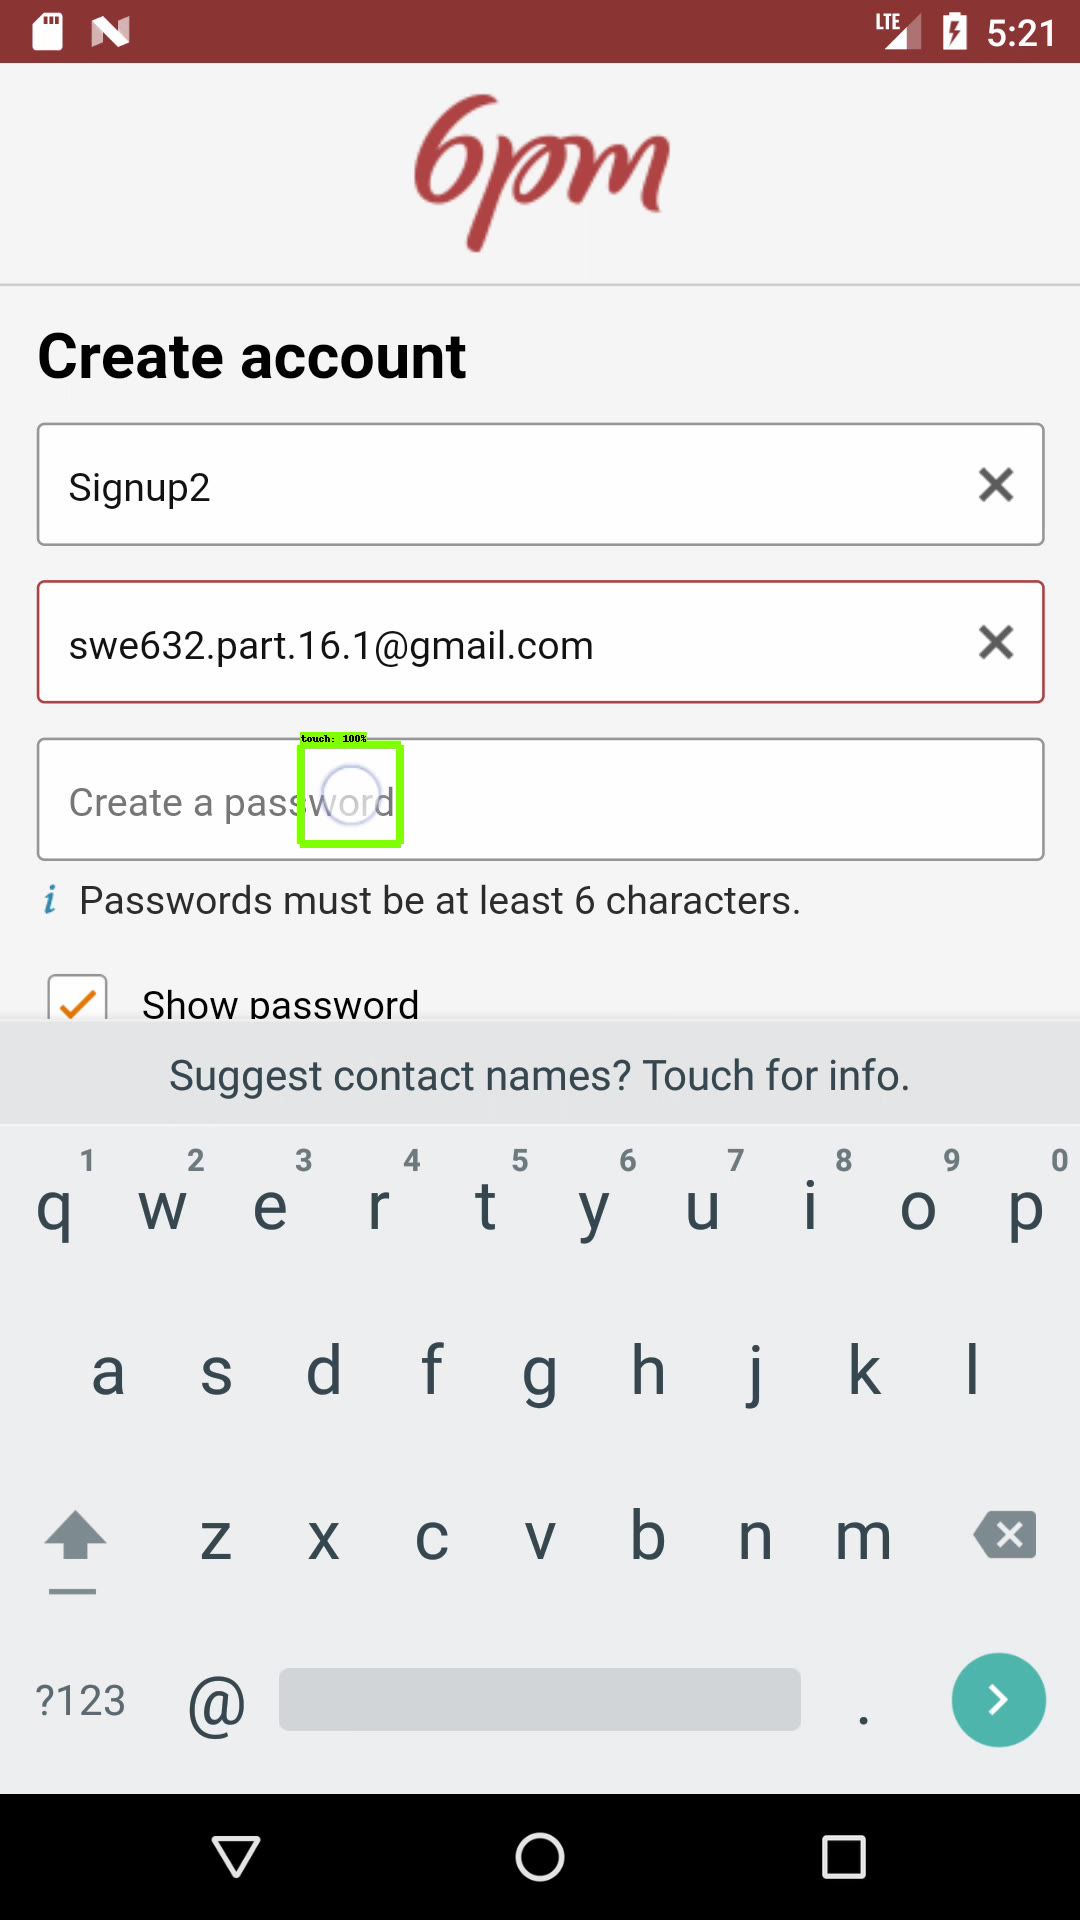 LTE 5:21
6pm
Create account
Signup2
swe632.part.16.1@gmail.com
touch: 100%
Create a password
i Passwords must be at least 6 characters.
Show password
Suggest contact names? Touch for info.
1 2 3 4 5 6 7 8 9 0
q w e r t y u i o p
a s d f g h j k l
z x c v b n m
?123 @ .